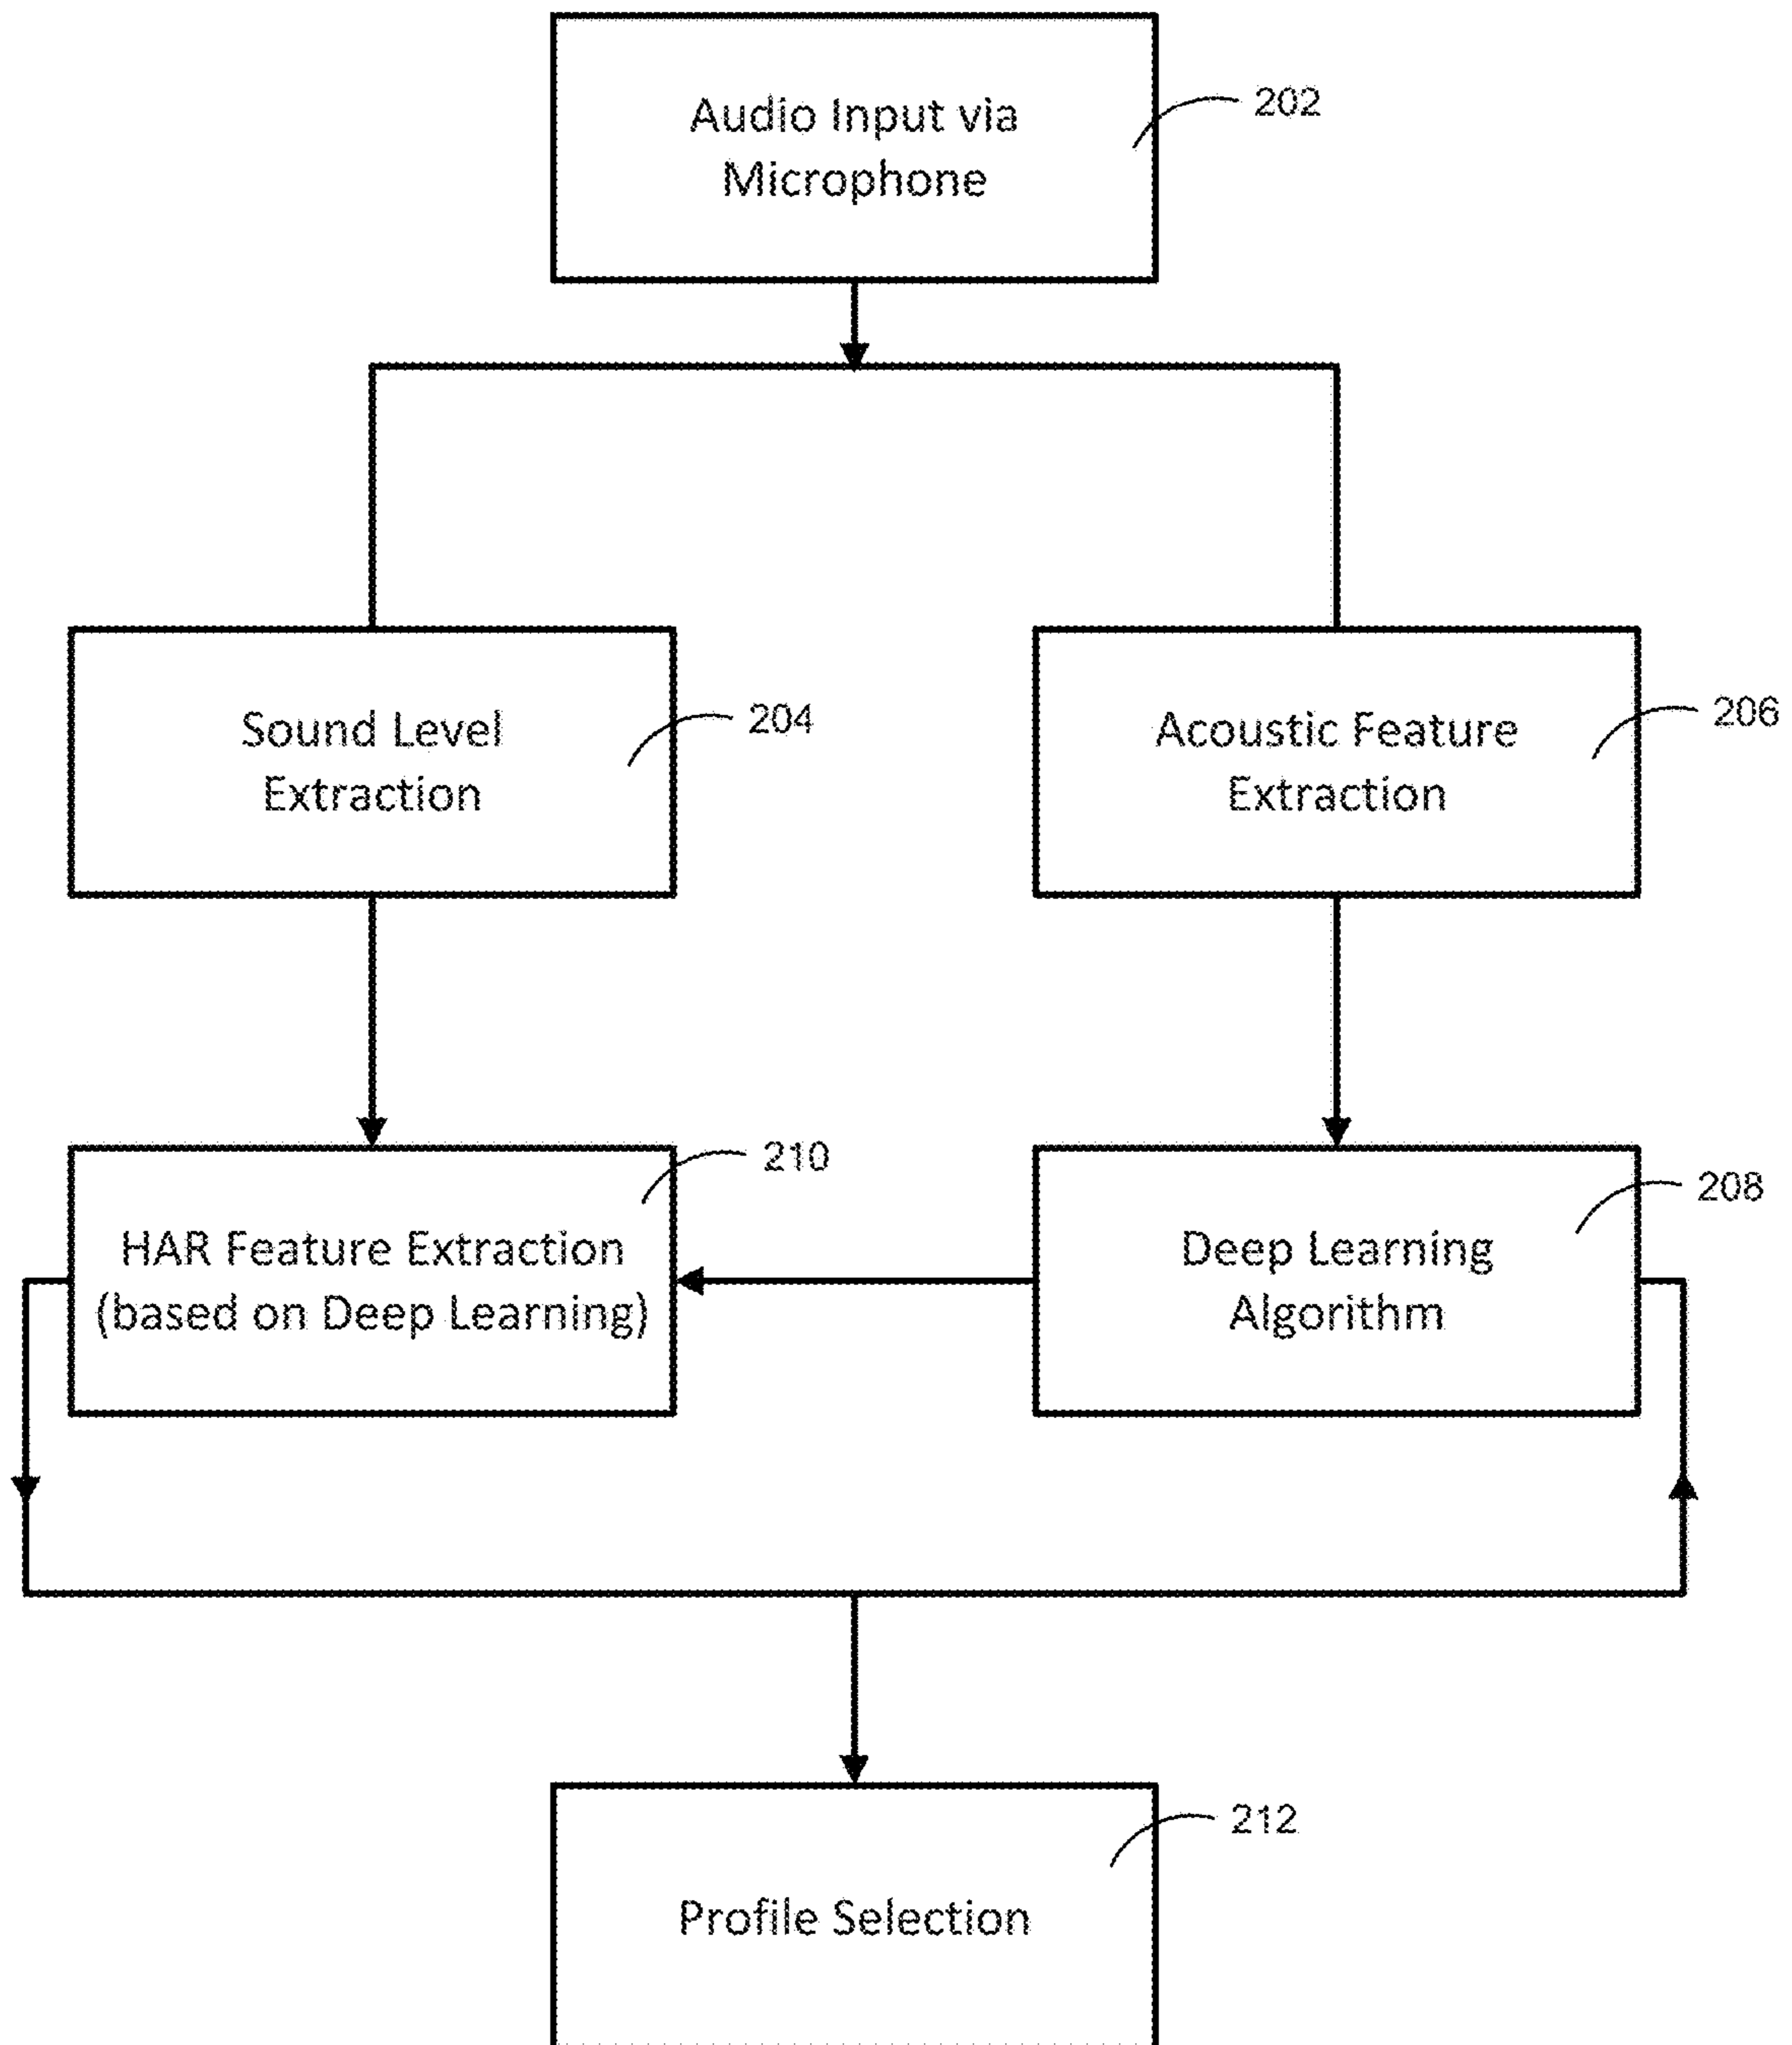 Audio Input via
Microphone
202
Sound Level
Extraction
204
Acoustic Feature
Extraction
206
HAR Feature Extraction
(based on Deep Learning)
210
Deep Learning
Algorithm
208
Profile Selection
212